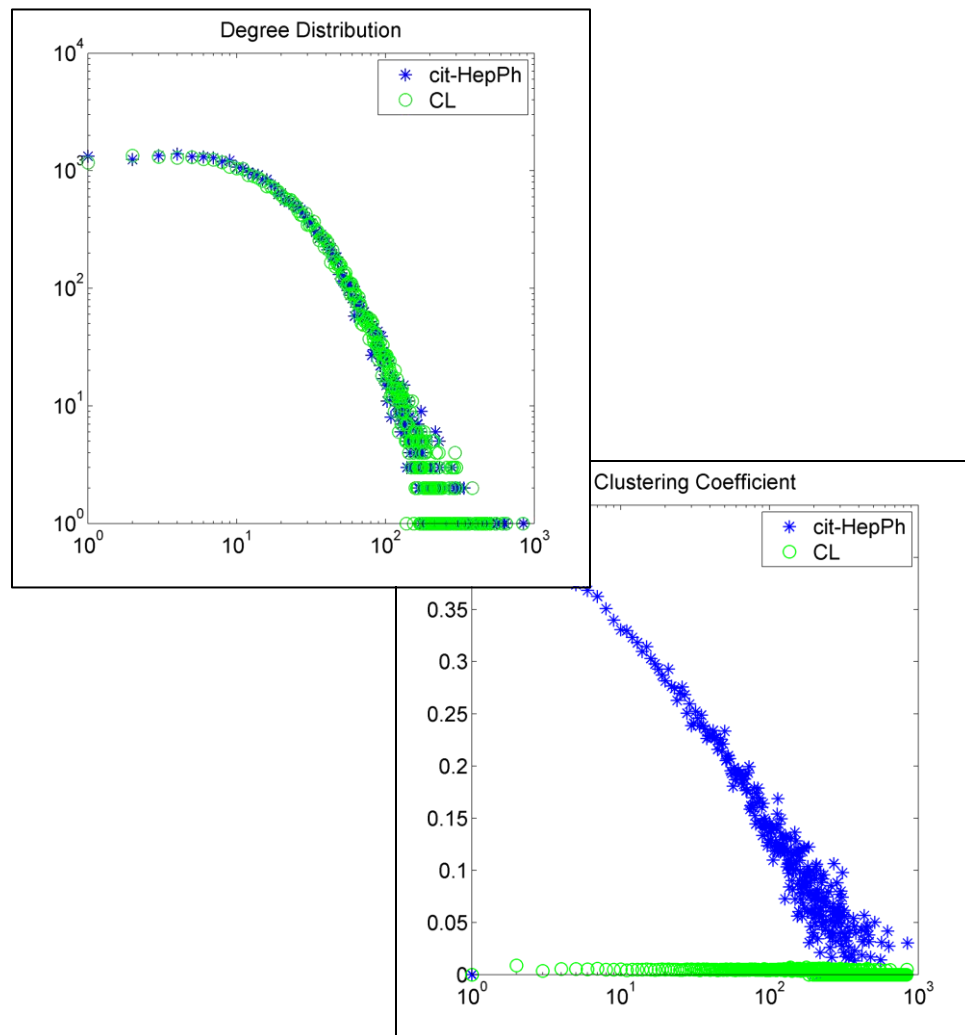 Degree Distribution
10^4
cit-HepPh
CL
10^3
10^2
10^1
10^0
10^0 10^1 10^2 10^3
Clustering Coefficient
cit-HepPh
CL
0.35
0.3
0.25
0.2
0.15
0.1
0.05
0
10^0 10^1 10^2 10^3